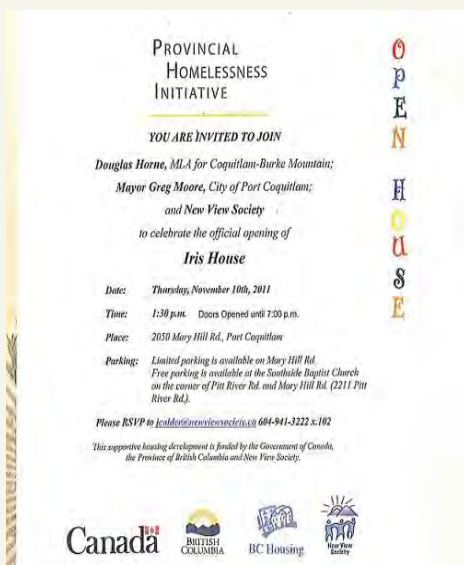 PROVINCIAL
HOMELESSNESS
INITIATIVE
OPEN HOUSE
YOU ARE INVITED TO JOIN
Douglas Horne, MLA for Coquitlam-Burke Mountain;
Mayor Greg Moore, City of Port Coquitlam;
and New View Society
to celebrate the official opening of
Iris House
Date: Thursday, November 10th, 2011
Time: 1:30 p.m. Doors Opened until 7:00 p.m.
Place: 2050 Mary Hill Rd., Port Coquitlam
Parking: Limited parking is available on Mary Hill Rd.
Free parking is available at the Southside Baptist Church
on the corner of Pitt River Rd. and Mary Hill Rd. (2211 Pitt
River Rd.).
Please RSVP to jcalder@newviewsociety.ca 604-941-3222 x.102
This supportive housing development is funded by the Government of Canada,
the Province of British Columbia and New View Society.
Canada
BRITISH
COLUMBIA
BC Housing
New View
Society